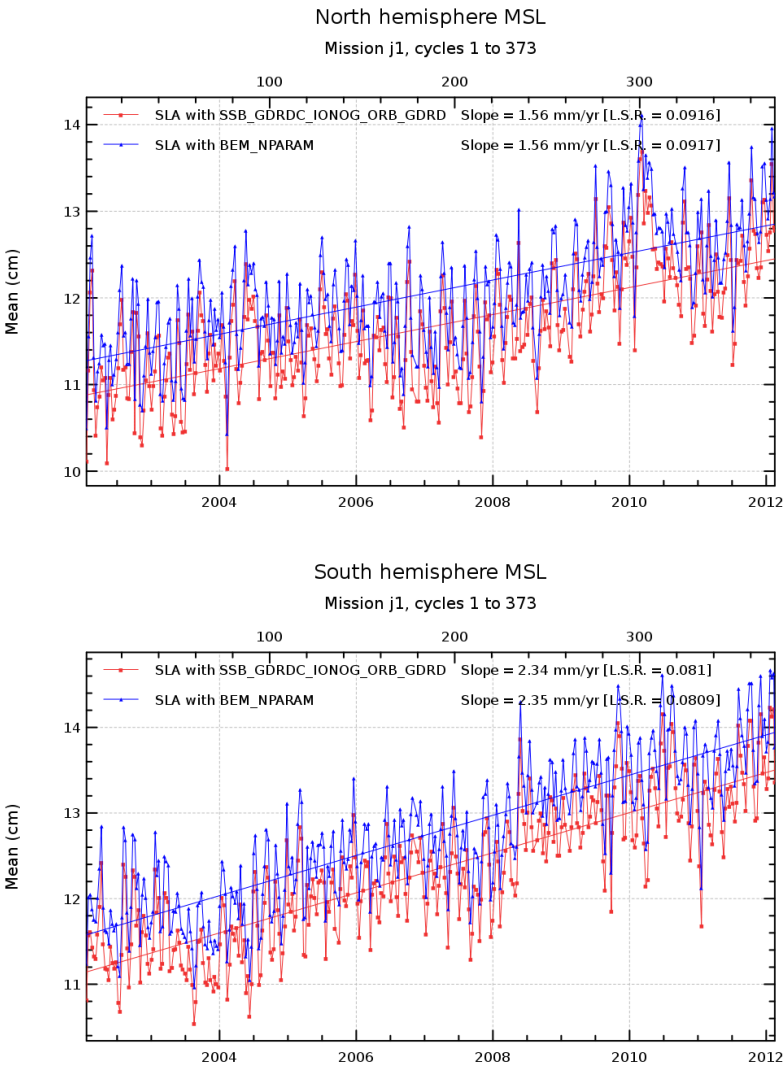 North hemisphere MSL
Mission j1, cycles 1 to 373
100 200 300
SLA with SSB_GDRDC_IONOG_ORB_GDRD Slope = 1.56 mm/yr [L.S.R. = 0.0916]
SLA with BEM_NPARAM Slope = 1.56 mm/yr [L.S.R. = 0.0917]
14
13
12
11
10
Mean (cm)
2004 2006 2008 2010 2012
South hemisphere MSL
Mission j1, cycles 1 to 373
100 200 300
SLA with SSB_GDRDC_IONOG_ORB_GDRD Slope = 2.34 mm/yr [L.S.R. = 0.081]
SLA with BEM_NPARAM Slope = 2.35 mm/yr [L.S.R. = 0.0809]
14
13
12
11
Mean (cm)
2004 2006 2008 2010 2012